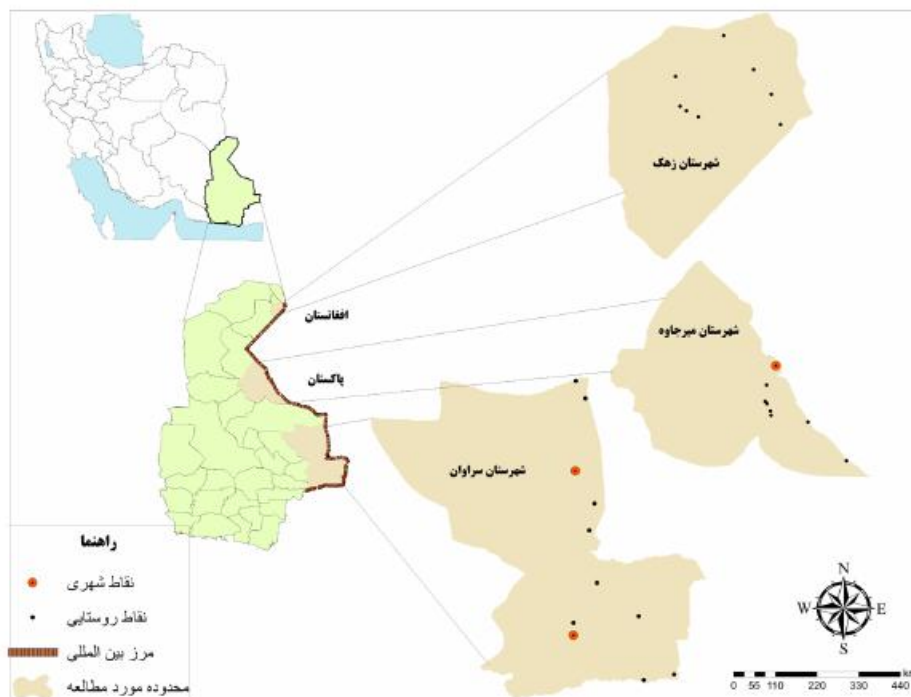 شهرستان زهک
افغانستان
شهرستان میرجاوه
پاکستان
شهرستان سراوان
راهنما
نقاط شهری
نقاط روستایی
مرز بین المللی
محدوده مورد مطالعه
N
W E
S
km
0 55 110 220 330 440